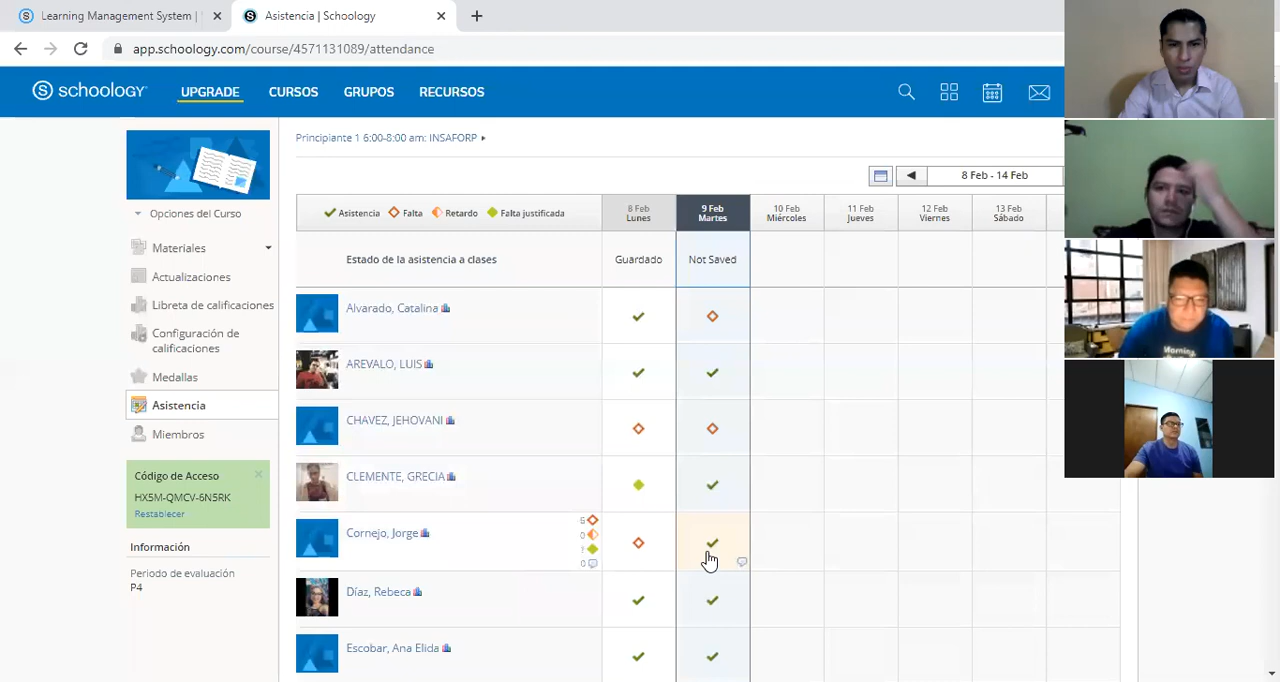 Learning Management System |
Asistencia | Schoology
app.schoology.com/course/4571131089/attendance
schoology
UPGRADE
CURSOS
GRUPOS
RECURSOS
Principiante 1 6:00-8:00 am: INSAFORP
8 Feb - 14 Feb
Opciones del Curso
Materiales
Actualizaciones
Libreta de calificaciones
Configuración de
calificaciones
Medallas
Asistencia
Miembros
Código de Acceso
HX5M-QMCV-6N5RK
Restablecer
Información
Periodo de evaluación
P4
Asistencia Falta Retardo Falta justificada
8 Feb
Lunes
9 Feb
Martes
10 Feb
Miércoles
11 Feb
Jueves
12 Feb
Viernes
13 Feb
Sábado
Estado de la asistencia a clases
Guardado
Not Saved
Alvarado, Catalina
AREVALO, LUIS
CHAVEZ, JEHOVANI
CLEMENTE, GRECIA
Cornejo, Jorge
0
0
Díaz, Rebeca
Escobar, Ana Elida
Morning